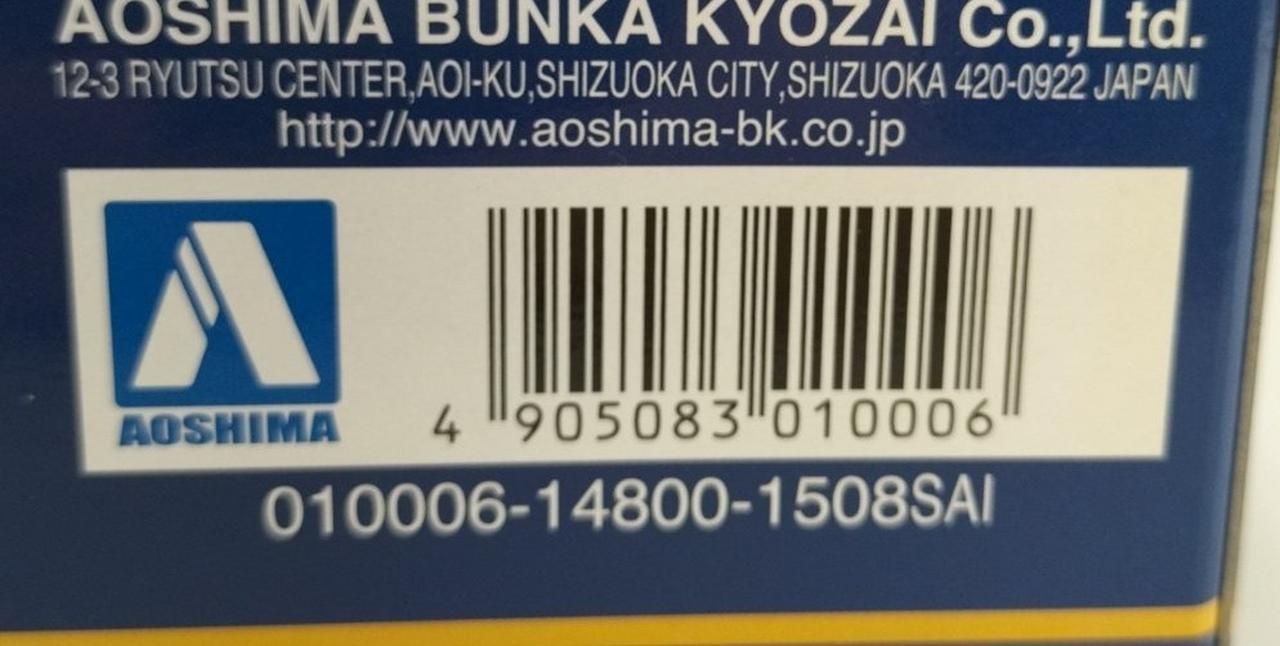 AOSHIMA BUNKA KYOZAI Co.,Ltd.
12-3 RYUTSU CENTER,AOI-KU,SHIZUOKA CITY,SHIZUOKA 420-0922 JAPAN
http://www.aoshima-bk.co.jp
AOSHIMA
4 905083 010006
010006-14800-1508SAI